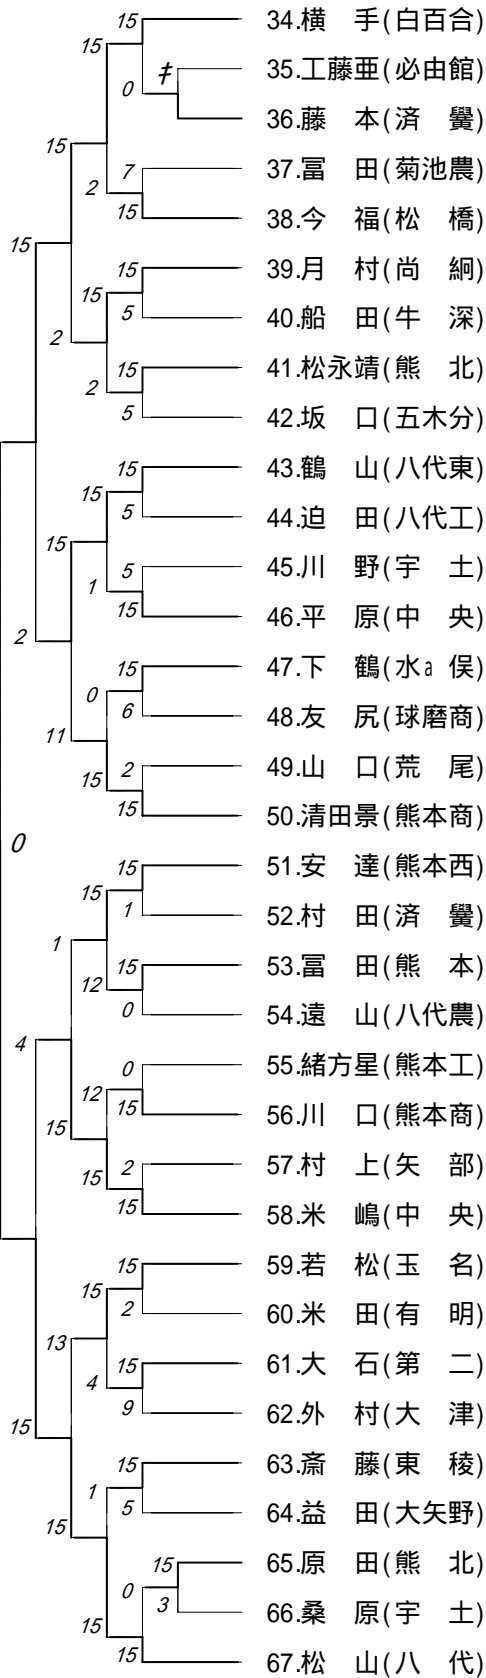 15 34.横 手(白百合)
15
0 キ 35.工藤亜(必由館)
36.藤 本(済 黌)
15
7 37.冨 田(菊池農)
2
15 38.今 福(松 橋)
15
15 39.月 村(尚 絅)
15
5 40.船 田(牛 深)
2
15 41.松永靖(熊 北)
2
5 42.坂 口(五木分)
15 43.鶴 山(八代東)
15
5 44.迫 田(八代工)
15
5 45.川 野(宇 土)
1
15 46.平 原(中 央)
2
15 47.下 鶴(水a 俣)
0
6 48.友 尻(球磨商)
11
2 49.山 口(荒 尾)
15
15 50.清田景(熊本商)
0
15 51.安 達(熊本西)
15
1 52.村 田(済 黌)
1
15 53.冨 田(熊 本)
12
0 54.遠 山(八代農)
4
0 55.緒方星(熊本工)
12
15 56.川 口(熊本商)
15
2 57.村 上(矢 部)
15
15 58.米 嶋(中 央)
15 59.若 松(玉 名)
15
2 60.米 田(有 明)
13
15 61.大 石(第 二)
4
9 62.外 村(大 津)
15
15 63.斎 藤(東 稜)
1
5 64.益 田(大矢野)
15
15 65.原 田(熊 北)
0
3 66.桑 原(宇 土)
15
15 67.松 山(八 代)